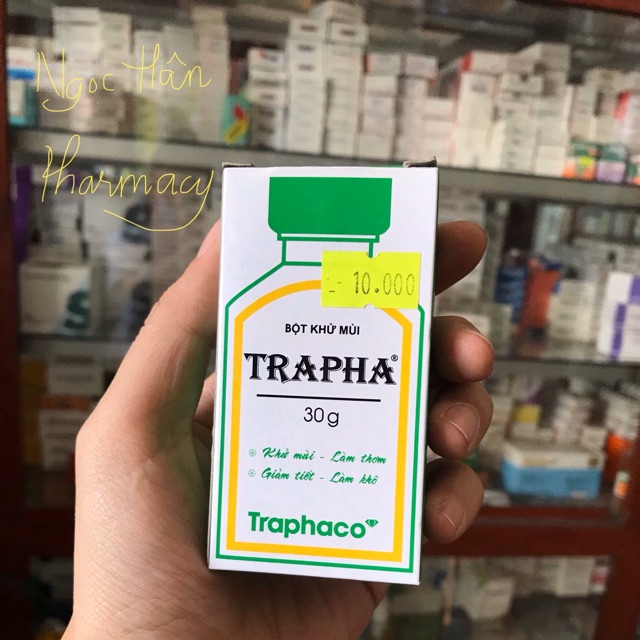 Ngọc Hân
Pharmacy
10.000
BỘT KHỬ MÙI
TRAPHA®
30g
Khử mùi - Làm thơm
Giảm tiết - Làm khô
Traphaco